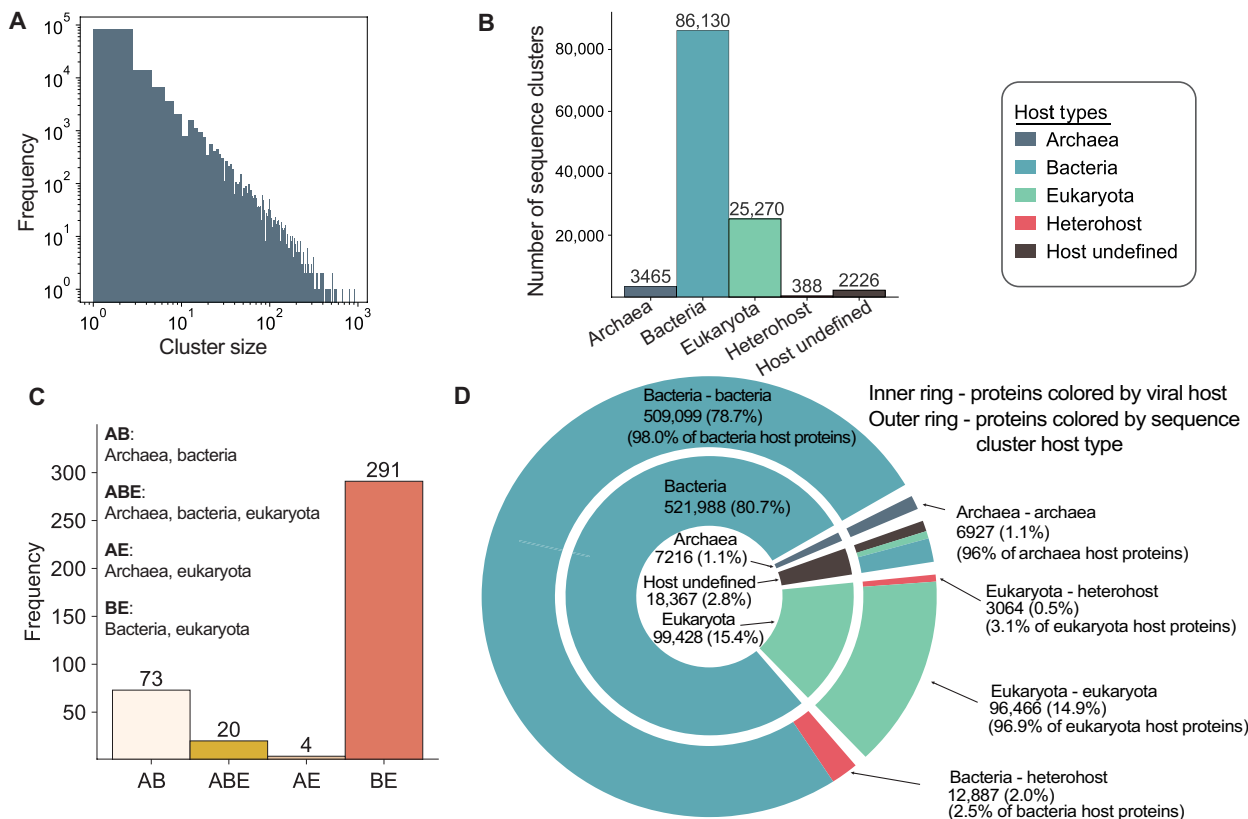 A
Frequency
10^5
10^4
10^3
10^2
10^1
10^0
10^0
10^1
10^2
10^3
Cluster size
B
Number of sequence clusters
80,000
60,000
40,000
20,000
86,130
25,270
3465
388
2226
Archaea
Bacteria
Eukaryota
Heterohost
Host undefined
Host types
Archaea
Bacteria
Eukaryota
Heterohost
Host undefined
C
AB:
Archaea, bacteria
ABE:
Archaea, bacteria, eukaryota
AE:
Archaea, eukaryota
BE:
Bacteria, eukaryota
Frequency
300
250
200
150
100
50
73
20
4
291
AB
ABE
AE
BE
D
Inner ring - proteins colored by viral host
Outer ring - proteins colored by sequence
cluster host type
Bacteria - bacteria
509,099 (78.7%)
(98.0% of bacteria host proteins)
Bacteria
521,988 (80.7%)
Archaea
7216 (1.1%)
Host undefined
18,367 (2.8%)
Eukaryota
99,428 (15.4%)
Archaea - archaea
6927 (1.1%)
(96% of archaea host proteins)
Eukaryota - heterohost
3064 (0.5%)
(3.1% of eukaryota host proteins)
Eukaryota - eukaryota
96,466 (14.9%)
(96.9% of eukaryota host proteins)
Bacteria - heterohost
12,887 (2.0%)
(2.5% of bacteria host proteins)